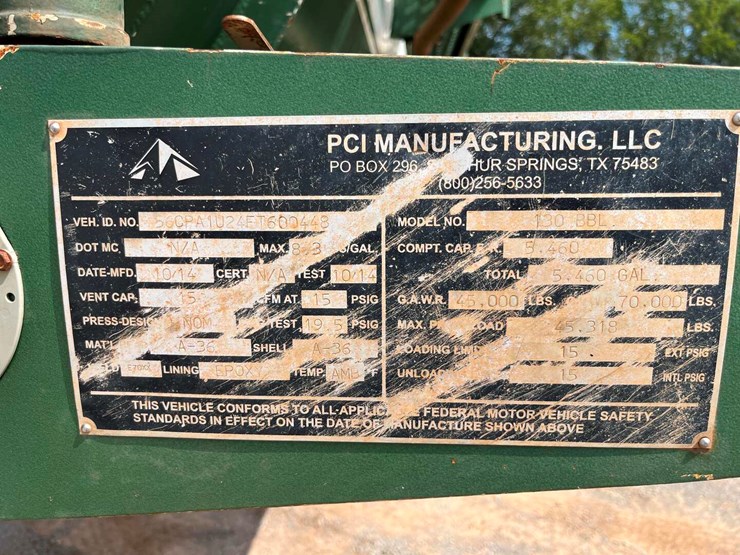 PCI MANUFACTURING, LLC
PO BOX 296, SPRINGS, TX 75483
(800)256-5633
VEH. ID. NO.
DOT MC N/A MAX. 8.3 /GAL.
DATE-MFD. 10/14 CERT. N/A TEST 10/14
VENT CAP. 15 CFM AT. 15 PSIG
PRESS-DESIGN NON TEST 19.5 PSIG
MAT'L A-36 SHELL A-36
LINING EPOXY TEMP. AMB F
MODEL NO. 130 BBL
COMPT. CAP. 5.460
TOTAL 5.460 GAL
G.A.W.R. 45.000 LBS. 70.000 LBS.
MAX. 45.318 LBS.
LOADING LIMIT 15 EXT PSIG
UNLOAD 15 INTL PSIG
THIS VEHICLE CONFORMS TO ALL-APPLICABLE FEDERAL MOTOR VEHICLE SAFETY
STANDARDS IN EFFECT ON THE DATE OF MANUFACTURE SHOWN ABOVE